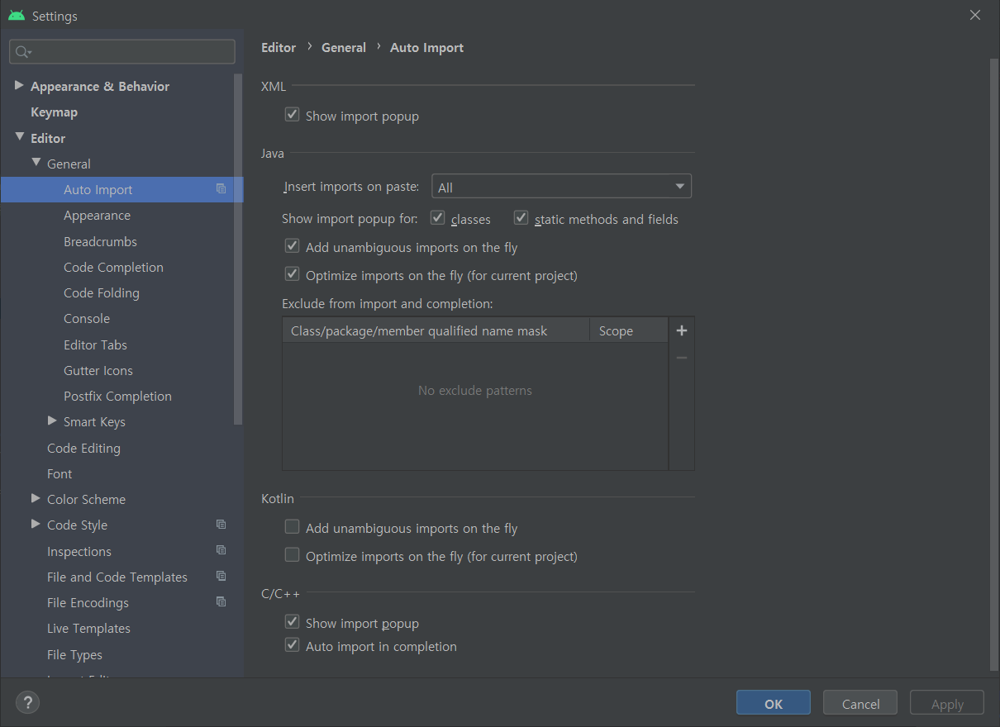 Settings
Editor › General › Auto Import
Appearance & Behavior
Keymap
Editor
General
Auto Import
Appearance
Breadcrumbs
Code Completion
Code Folding
Console
Editor Tabs
Gutter Icons
Postfix Completion
Smart Keys
Code Editing
Font
Color Scheme
Code Style
Inspections
File and Code Templates
File Encodings
Live Templates
File Types
XML
Show import popup
Java
Insert imports on paste: All
Show import popup for: classes static methods and fields
Add unambiguous imports on the fly
Optimize imports on the fly (for current project)
Exclude from import and completion:
Class/package/member qualified name mask Scope
No exclude patterns
Kotlin
Add unambiguous imports on the fly
Optimize imports on the fly (for current project)
C/C++
Show import popup
Auto import in completion
? OK Cancel Apply